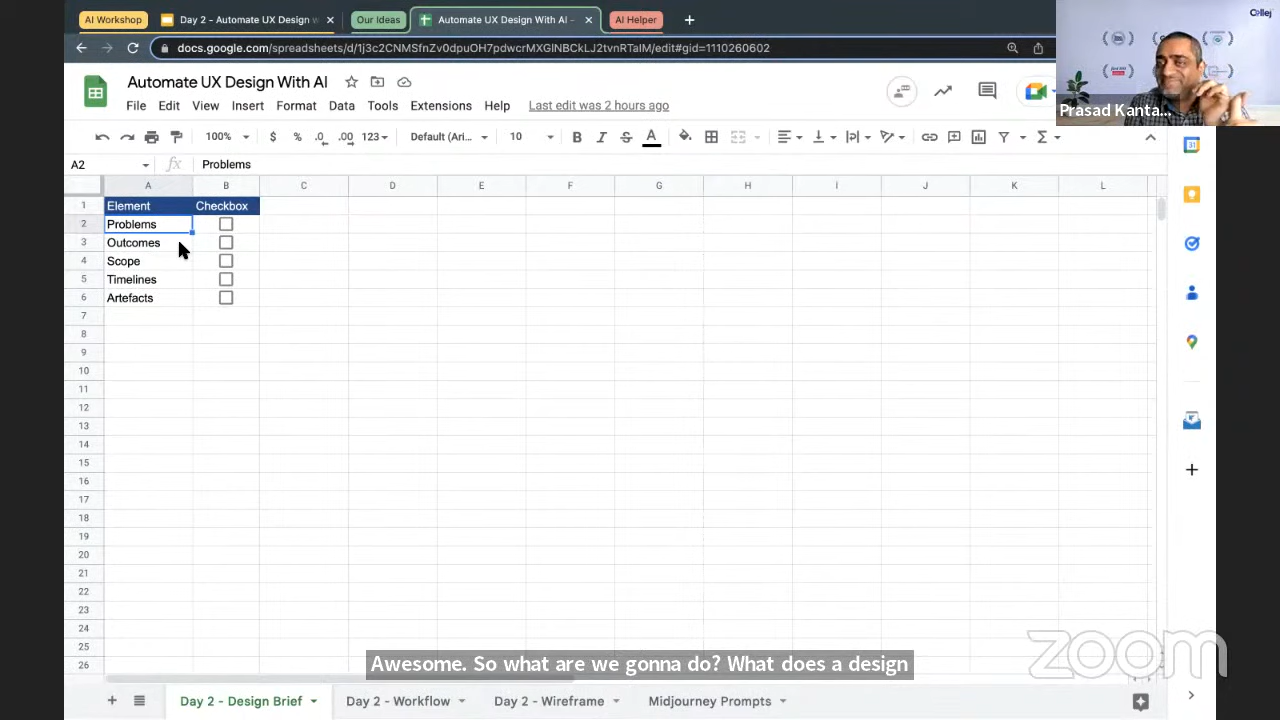 AI Workshop
Day 2 - Automate UX Design w
Our Ideas
Automate UX Design With AI -
AI Helper
docs.google.com/spreadsheets/d/1j3c2CNMSfnZv0dpuOH7pdwcrMXGlNBCkLJ2tvnRTaIM/edit#gid=1110260602
Collej
Prasad Kanta...
Automate UX Design With AI
File Edit View Insert Format Data Tools Extensions Help Last edit was 2 hours ago
100% $ % .0 .00 123 Default (Ari... 10 B I S A
A2 fx Problems
A B C D E F G H I J K L
1 Element Checkbox
2 Problems
3 Outcomes
4 Scope
5 Timelines
6 Artefacts
7
8
9
10
11
12
13
14
15
16
17
18
19
20
21
22
23
24
25
26
Awesome. So what are we gonna do? What does a design
zoom
Day 2 - Design Brief Day 2 - Workflow Day 2 - Wireframe Midjourney Prompts